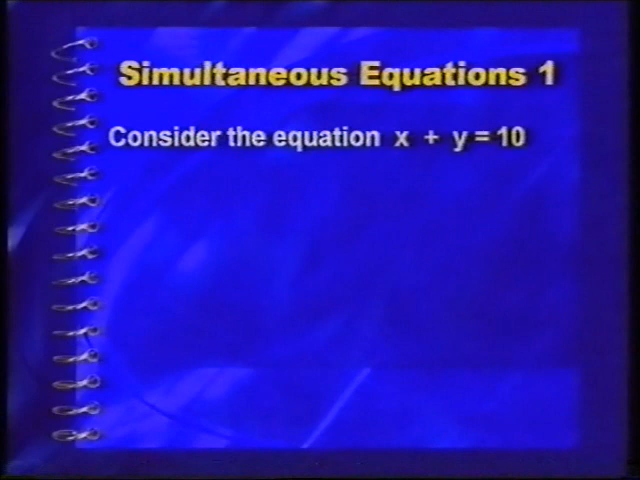 Simultaneous Equations 1
Consider the equation x + y = 10